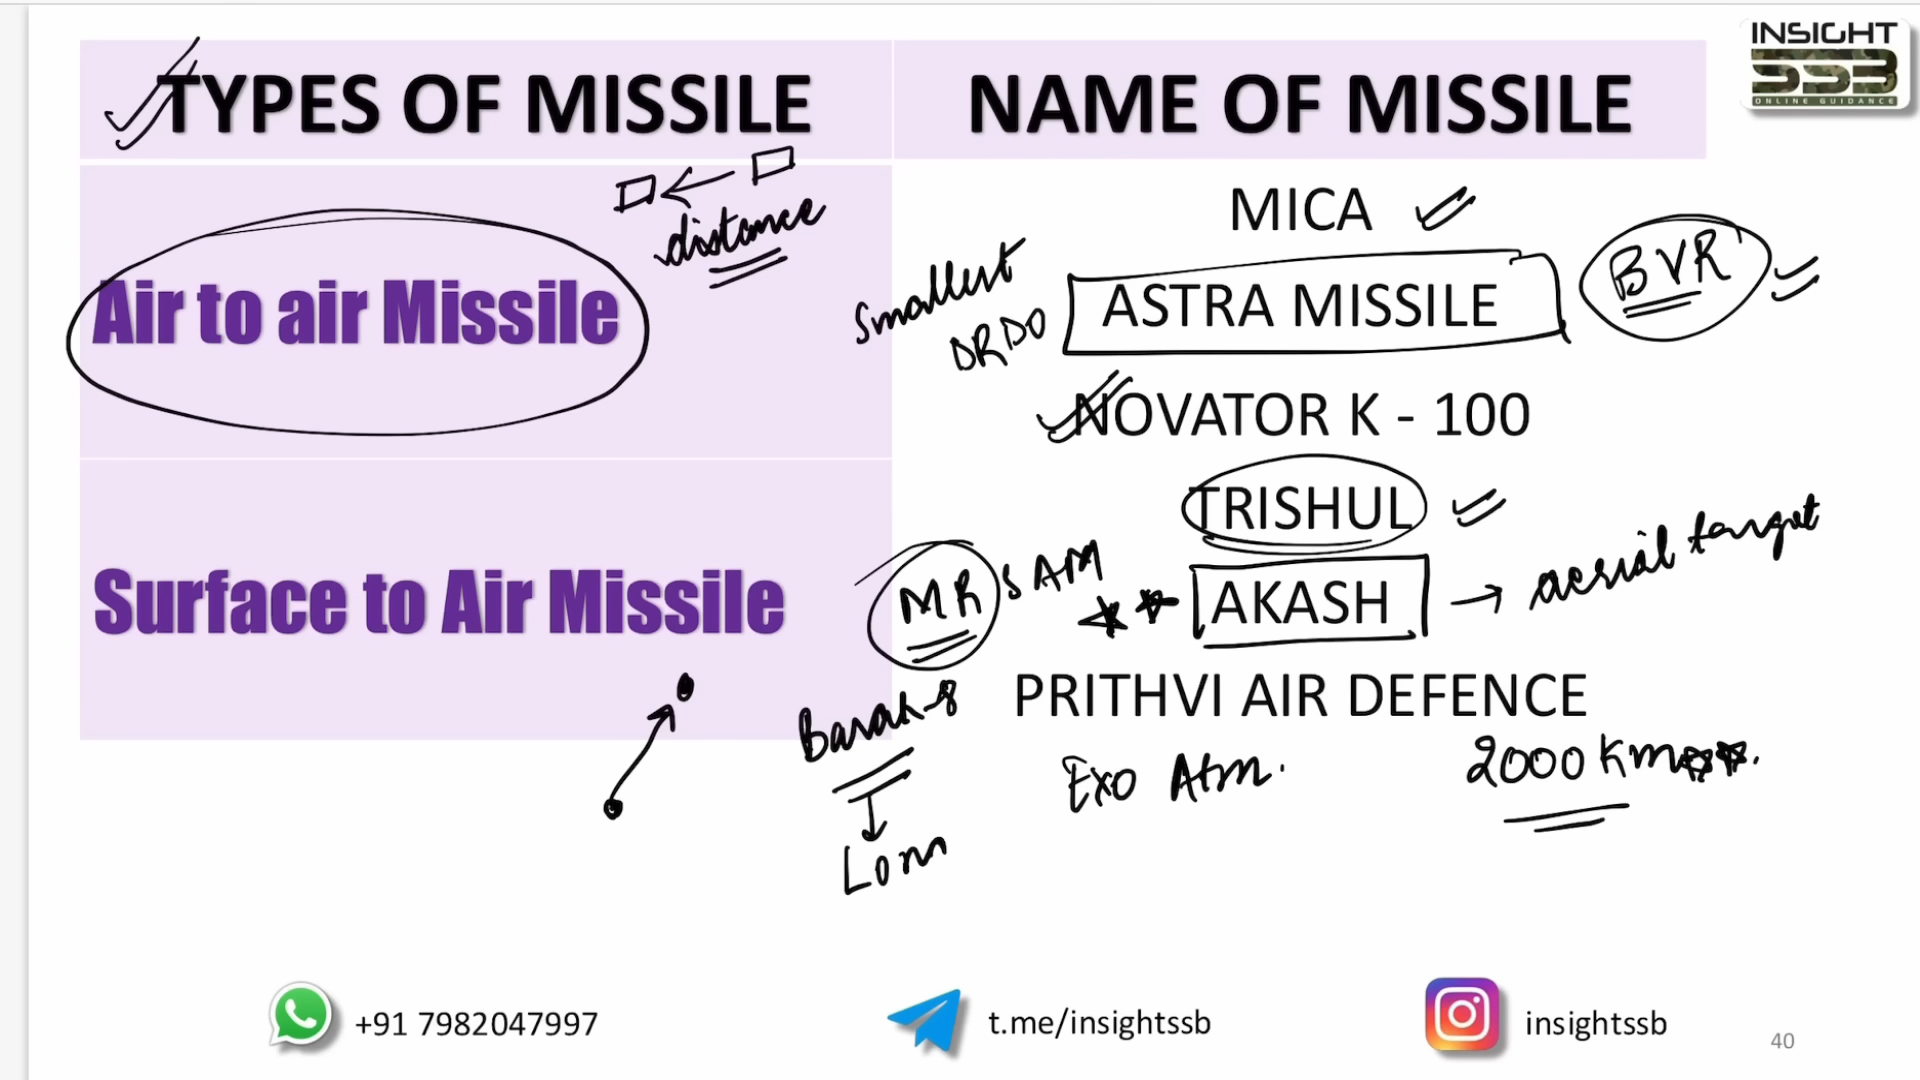 INSIGHT
SSB
ONLINE GUIDANCE
TYPES OF MISSILE
NAME OF MISSILE
distance
Air to air Missile
MICA
Smallest
DRDO
ASTRA MISSILE
BVR
NOVATOR K - 100
TRISHUL
Surface to Air Missile
MR SAM
AKASH
aerial target
Barak-8
PRITHVI AIR DEFENCE
Exo Atm.
2000 Km
+91 7982047997
t.me/insightssb
insightssb
40